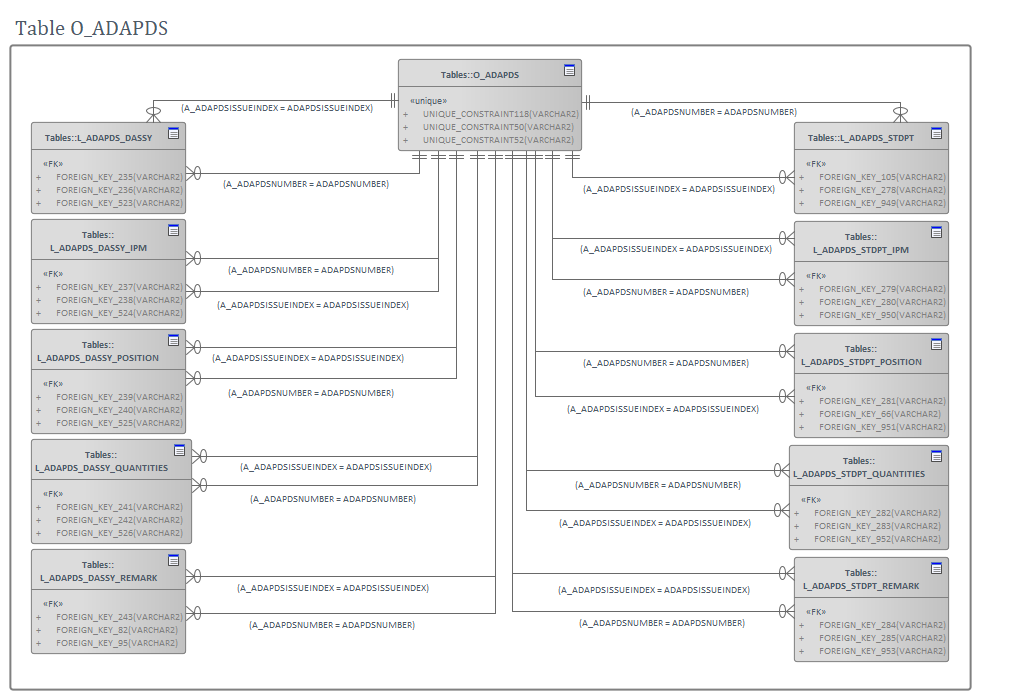 Table O_ADAPDS
Tables::O_ADAPDS
«unique»
+ UNIQUE_CONSTRAINT118(VARCHAR2)
+ UNIQUE_CONSTRAINT50(VARCHAR2)
+ UNIQUE_CONSTRAINT52(VARCHAR2)
(A_ADAPDSISSUEINDEX = ADAPDSISSUEINDEX)
Tables::L_ADAPDS_DASSY
«FK»
+ FOREIGN_KEY_235(VARCHAR2)
+ FOREIGN_KEY_236(VARCHAR2)
+ FOREIGN_KEY_523(VARCHAR2)
(A_ADAPDSNUMBER = ADAPDSNUMBER)
Tables::
L_ADAPDS_DASSY_IPM
«FK»
+ FOREIGN_KEY_237(VARCHAR2)
+ FOREIGN_KEY_238(VARCHAR2)
+ FOREIGN_KEY_524(VARCHAR2)
(A_ADAPDSNUMBER = ADAPDSNUMBER)
(A_ADAPDSISSUEINDEX = ADAPDSISSUEINDEX)
Tables::
L_ADAPDS_DASSY_POSITION
«FK»
+ FOREIGN_KEY_239(VARCHAR2)
+ FOREIGN_KEY_240(VARCHAR2)
+ FOREIGN_KEY_525(VARCHAR2)
(A_ADAPDSISSUEINDEX = ADAPDSISSUEINDEX)
(A_ADAPDSNUMBER = ADAPDSNUMBER)
Tables::
L_ADAPDS_DASSY_QUANTITIES
«FK»
+ FOREIGN_KEY_241(VARCHAR2)
+ FOREIGN_KEY_242(VARCHAR2)
+ FOREIGN_KEY_526(VARCHAR2)
(A_ADAPDSISSUEINDEX = ADAPDSISSUEINDEX)
(A_ADAPDSNUMBER = ADAPDSNUMBER)
Tables::
L_ADAPDS_DASSY_REMARK
«FK»
+ FOREIGN_KEY_243(VARCHAR2)
+ FOREIGN_KEY_82(VARCHAR2)
+ FOREIGN_KEY_95(VARCHAR2)
(A_ADAPDSISSUEINDEX = ADAPDSISSUEINDEX)
(A_ADAPDSNUMBER = ADAPDSNUMBER)
(A_ADAPDSNUMBER = ADAPDSNUMBER)
Tables::L_ADAPDS_STDPT
«FK»
+ FOREIGN_KEY_105(VARCHAR2)
+ FOREIGN_KEY_278(VARCHAR2)
+ FOREIGN_KEY_949(VARCHAR2)
(A_ADAPDSISSUEINDEX = ADAPDSISSUEINDEX)
Tables::
L_ADAPDS_STDPT_IPM
«FK»
+ FOREIGN_KEY_279(VARCHAR2)
+ FOREIGN_KEY_280(VARCHAR2)
+ FOREIGN_KEY_950(VARCHAR2)
(A_ADAPDSISSUEINDEX = ADAPDSISSUEINDEX)
(A_ADAPDSNUMBER = ADAPDSNUMBER)
Tables::
L_ADAPDS_STDPT_POSITION
«FK»
+ FOREIGN_KEY_281(VARCHAR2)
+ FOREIGN_KEY_66(VARCHAR2)
+ FOREIGN_KEY_951(VARCHAR2)
(A_ADAPDSNUMBER = ADAPDSNUMBER)
(A_ADAPDSISSUEINDEX = ADAPDSISSUEINDEX)
Tables::
L_ADAPDS_STDPT_QUANTITIES
«FK»
+ FOREIGN_KEY_282(VARCHAR2)
+ FOREIGN_KEY_283(VARCHAR2)
+ FOREIGN_KEY_952(VARCHAR2)
(A_ADAPDSNUMBER = ADAPDSNUMBER)
(A_ADAPDSISSUEINDEX = ADAPDSISSUEINDEX)
Tables::
L_ADAPDS_STDPT_REMARK
«FK»
+ FOREIGN_KEY_284(VARCHAR2)
+ FOREIGN_KEY_285(VARCHAR2)
+ FOREIGN_KEY_953(VARCHAR2)
(A_ADAPDSISSUEINDEX = ADAPDSISSUEINDEX)
(A_ADAPDSNUMBER = ADAPDSNUMBER)